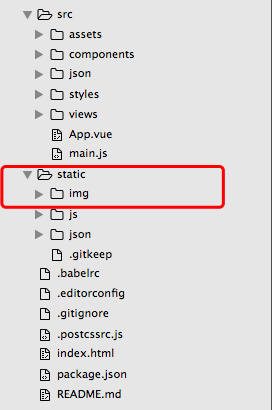 src
assets
components
json
styles
views
App.vue
main.js
static
img
js
json
.gitkeep
.babelrc
.editorconfig
.gitignore
.postcssrc.js
index.html
package.json
README.md